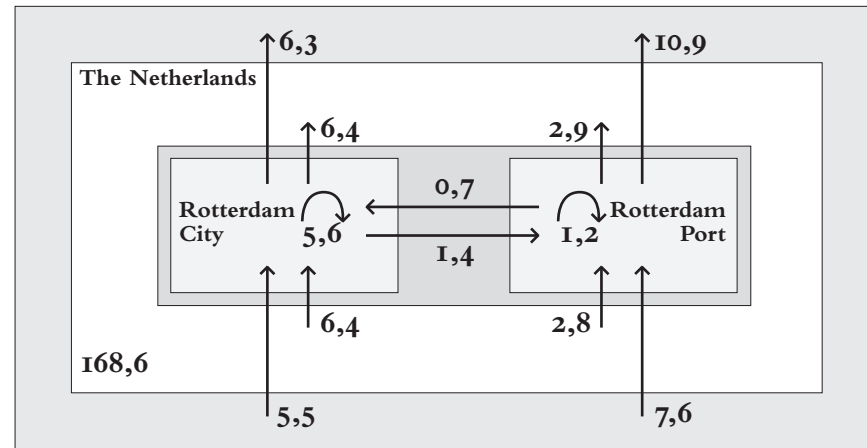 6,3
10,9
The Netherlands
6,4
2,9
0,7
Rotterdam
City
5,6
1,2
Rotterdam
Port
1,4
6,4
2,8
168,6
5,5
7,6